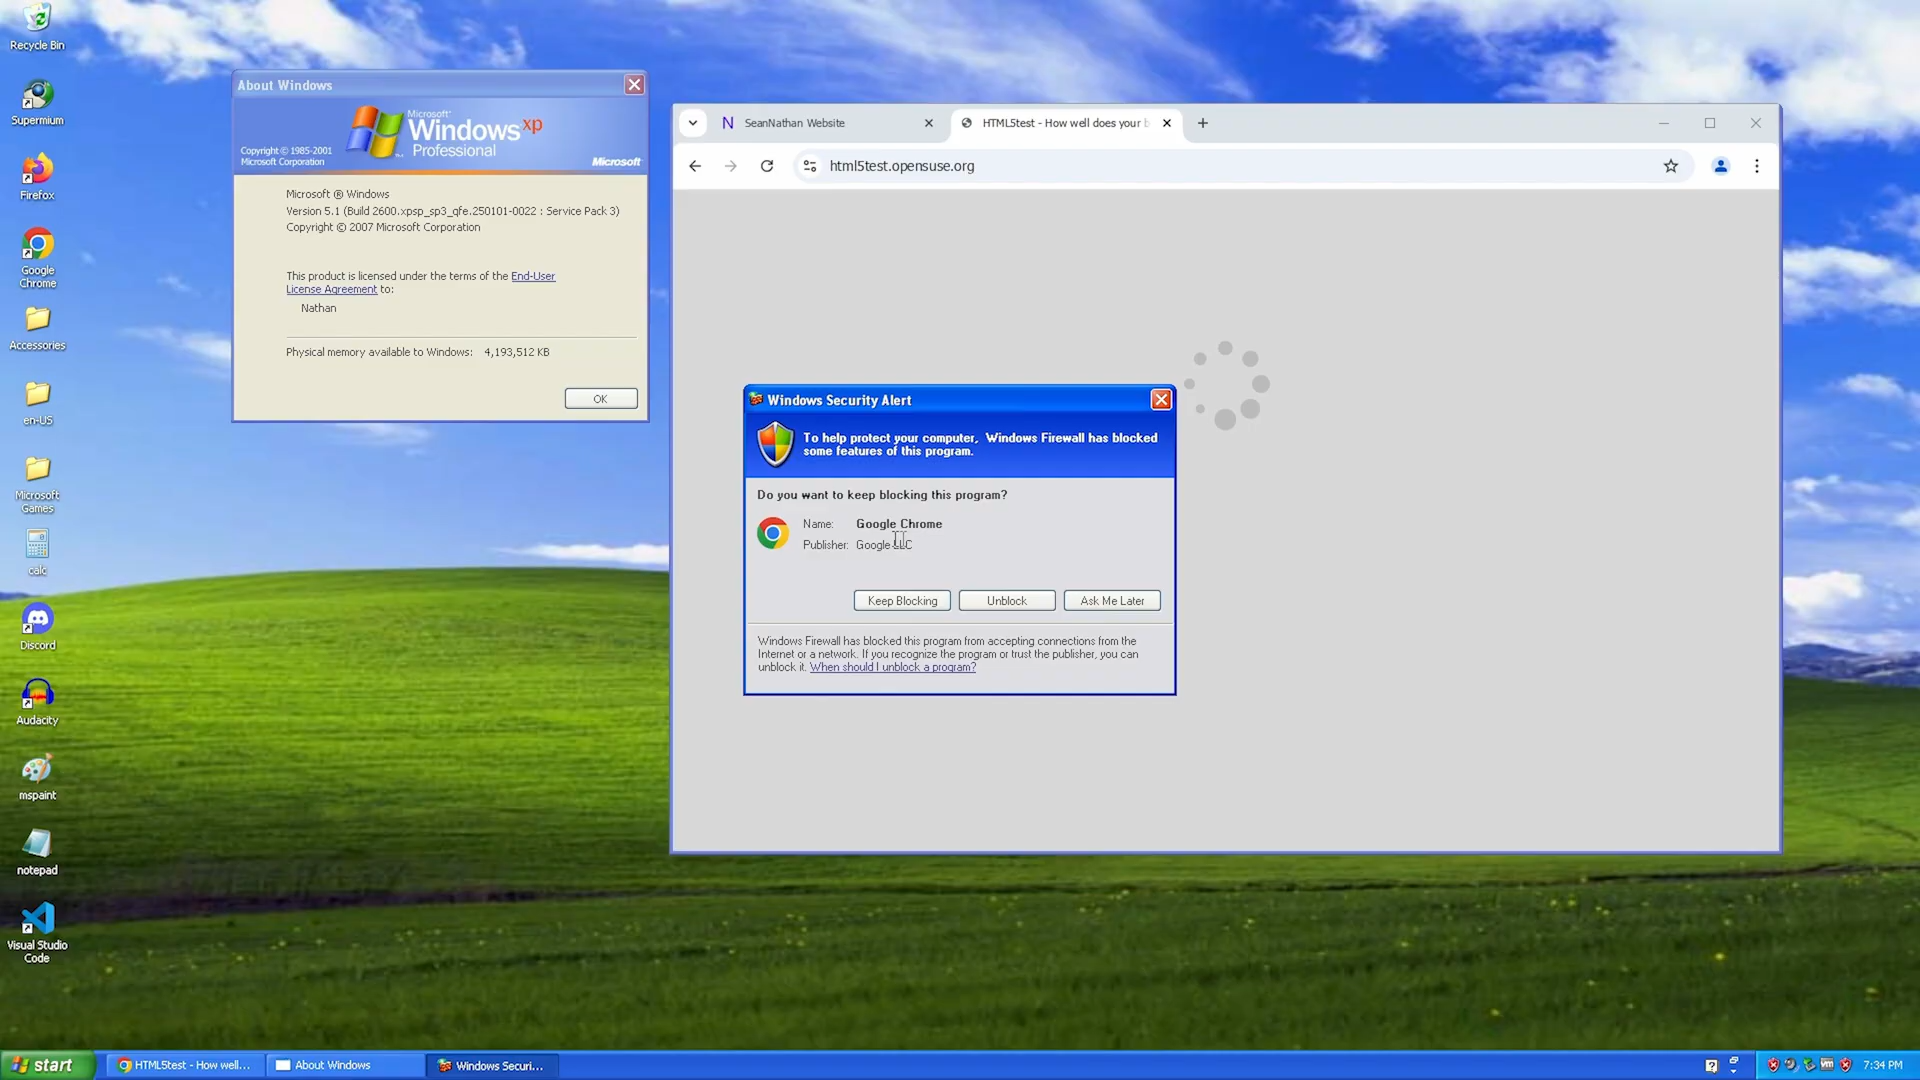 Recycle Bin
Supermium
Firefox
Google
Chrome
Accessories
en-US
Microsoft
Games
calc
Discord
Audacity
mspaint
notepad
Visual Studio
Code
About Windows
Copyright © 1985-2001
Microsoft Corporation
Microsoft®
Windows xp
Professional
Microsoft
Microsoft ® Windows
Version 5.1 (Build 2600.xpsp_sp3_qfe.250101-0022 : Service Pack 3)
Copyright © 2007 Microsoft Corporation
This product is licensed under the terms of the End-User
License Agreement to:
Nathan
Physical memory available to Windows: 4,193,512 KB
OK
SeanNathan Website
HTML5test - How well does your b
html5test.opensuse.org
Windows Security Alert
To help protect your computer, Windows Firewall has blocked
some features of this program.
Do you want to keep blocking this program?
Name: Google Chrome
Publisher: Google LLC
Keep Blocking
Unblock
Ask Me Later
Windows Firewall has blocked this program from accepting connections from the
Internet or a network. If you recognize the program or trust the publisher, you can
unblock it. When should I unblock a program?
start
HTML5test - How well...
About Windows
Windows Securi...
7:34 PM